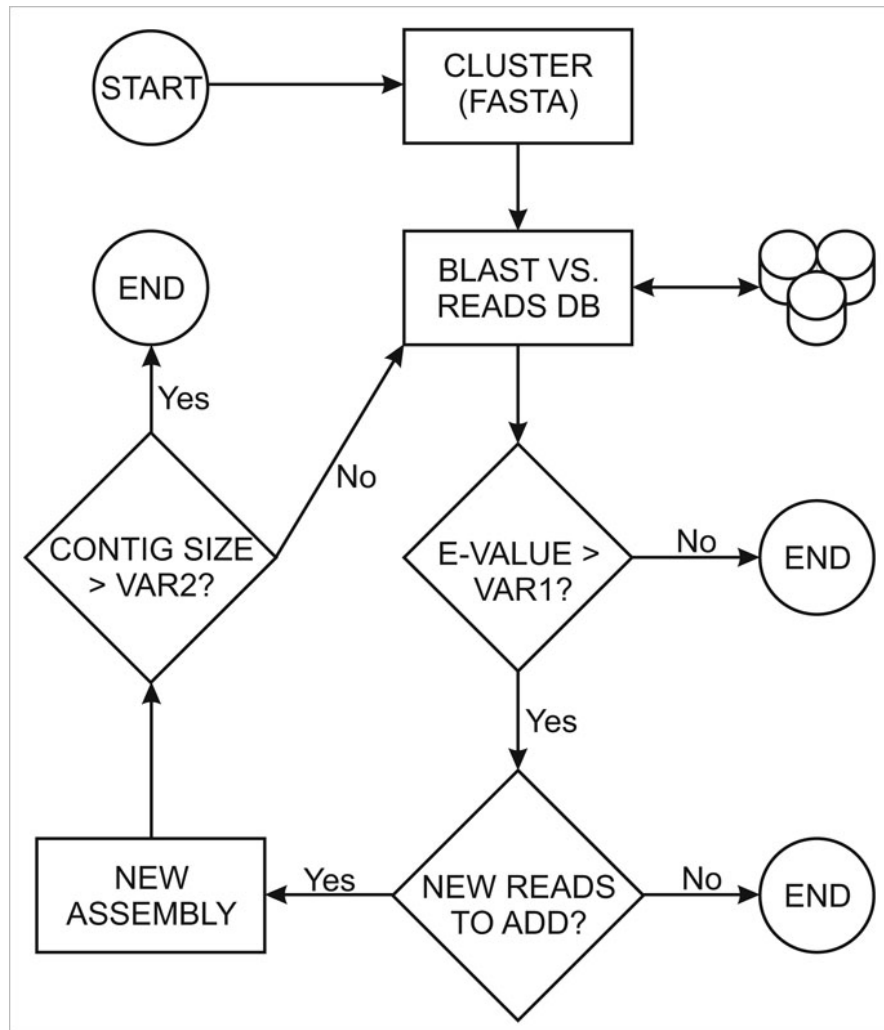 START
CLUSTER
(FASTA)
END
BLAST VS.
READS DB
Yes
No
CONTIG SIZE
> VAR2?
E-VALUE >
VAR1?
No
END
Yes
NEW
ASSEMBLY
Yes
NEW READS
TO ADD?
No
END